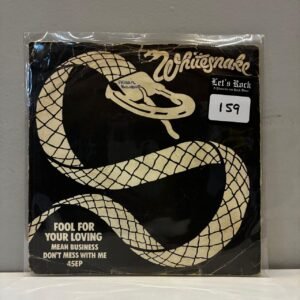 Whitesnake
Let's Rock
159
FOOL FOR
YOUR LOVING
MEAN BUSINESS
DON'T MESS WITH ME
45EP